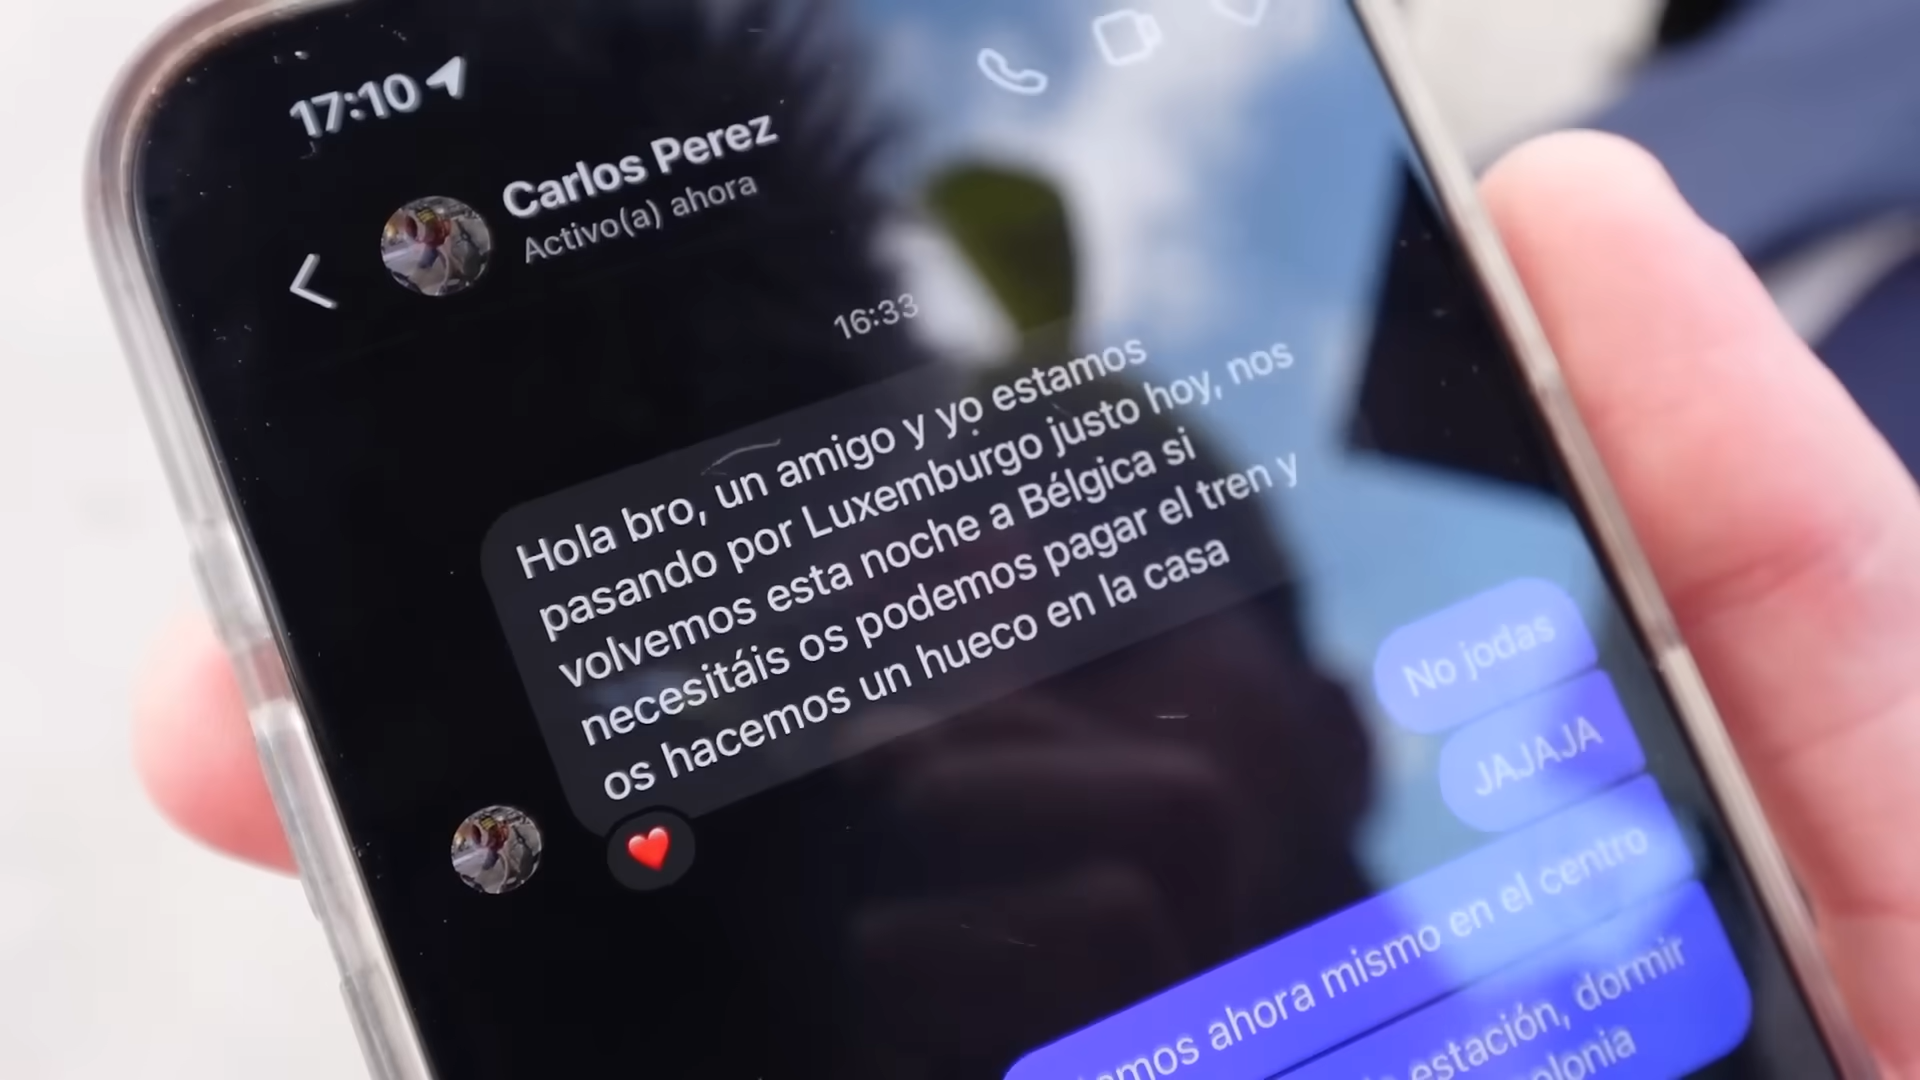 17:10
Carlos Perez
Activo(a) ahora
16:33
Hola bro, un amigo y yo estamos
pasando por Luxemburgo justo hoy, nos
volvemos esta noche a Bélgica si
necesitáis os podemos pagar el tren y
os hacemos un hueco en la casa
No jodas
JAJAJA
ahora mismo en el centro
estación, dormir